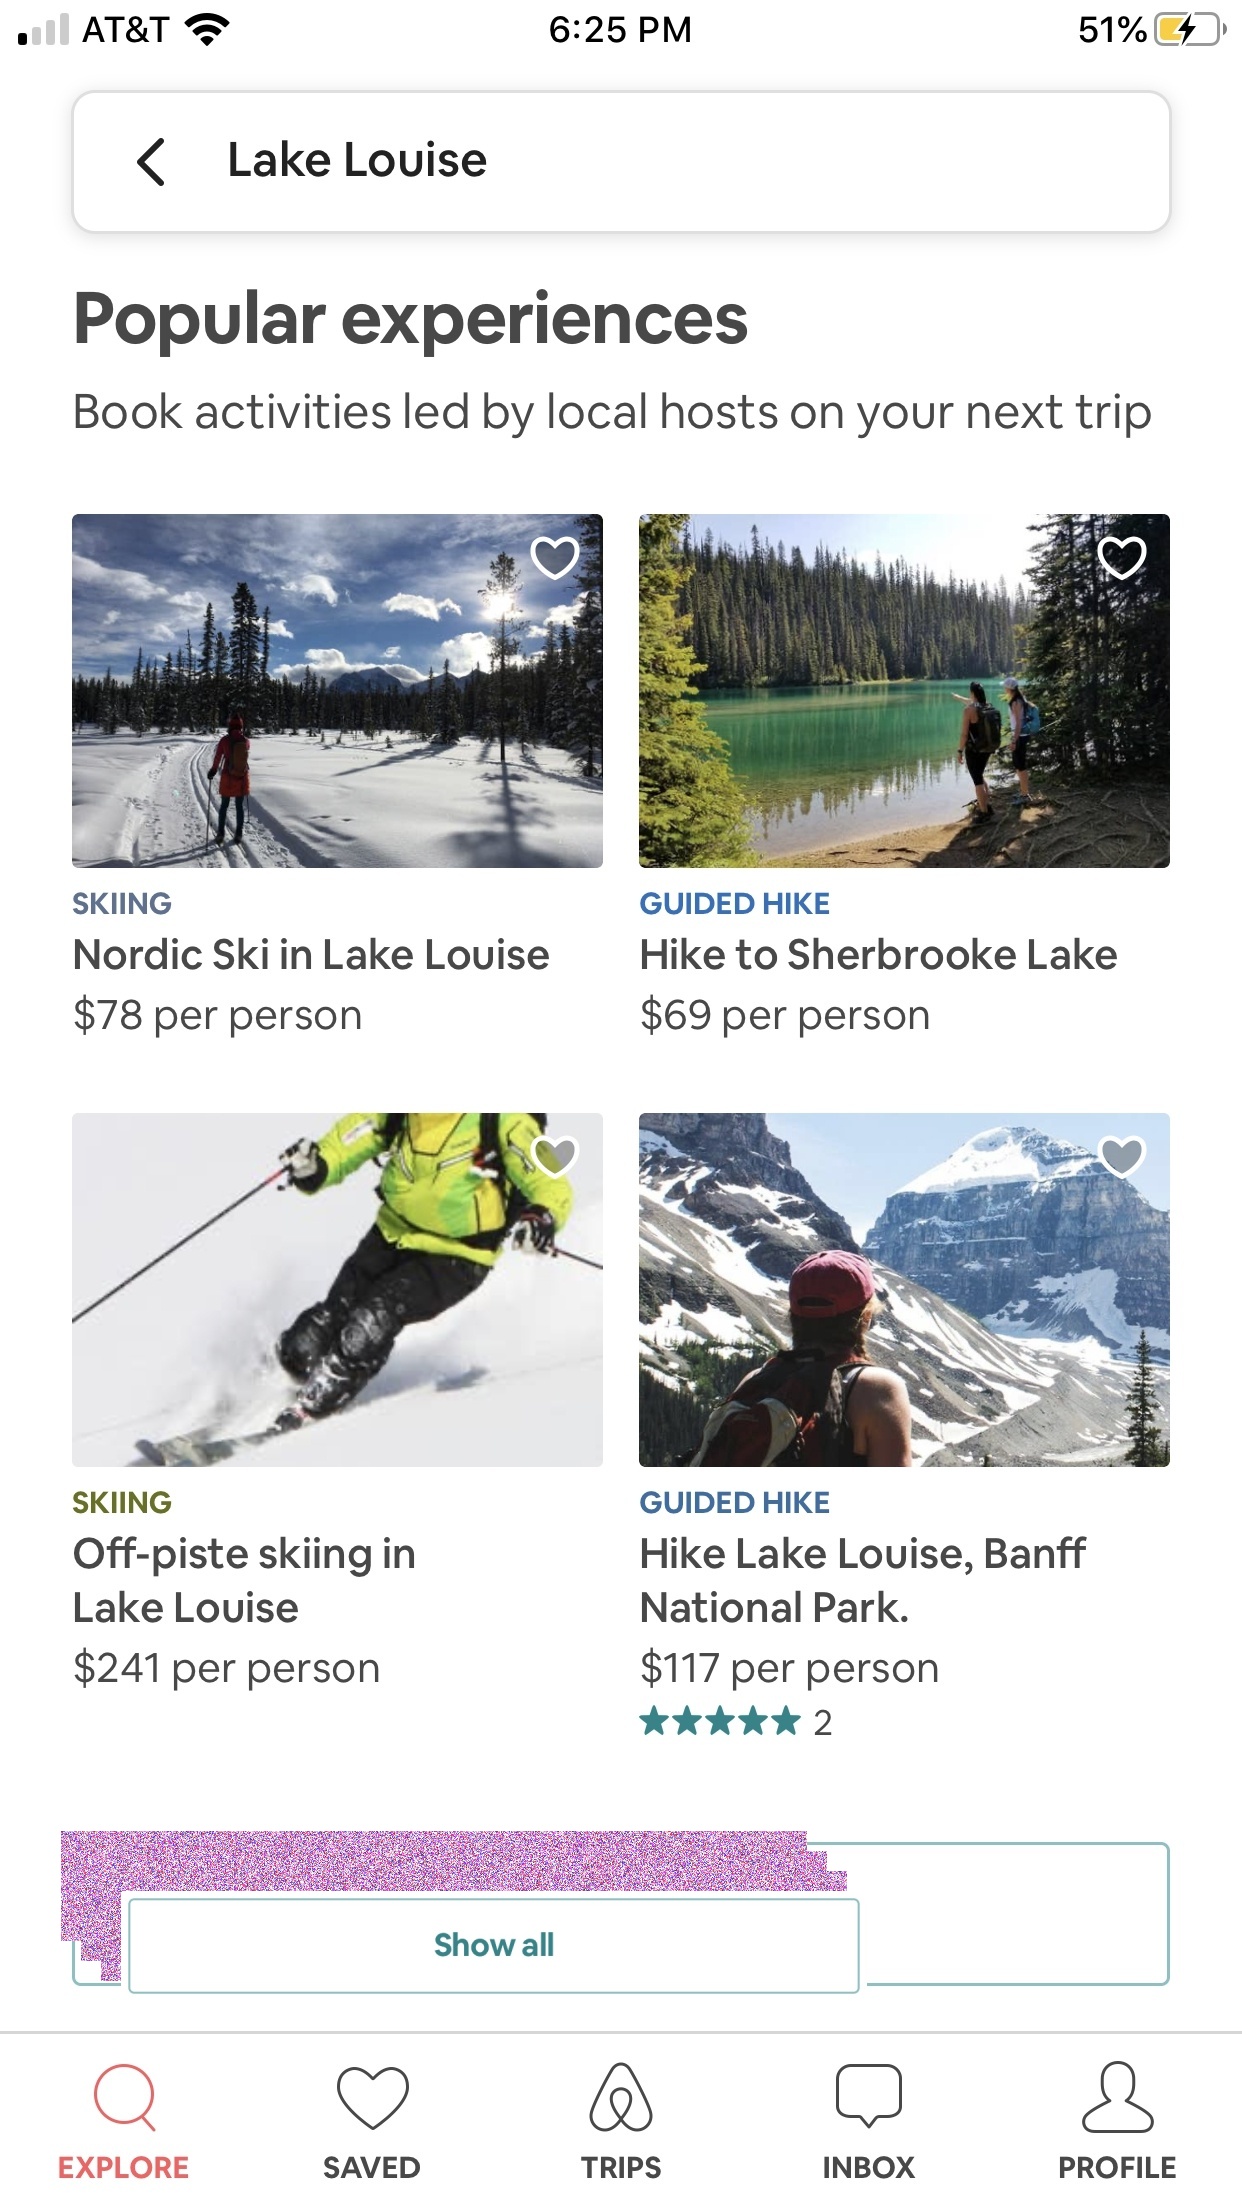 AT&T 6:25 PM 51%
Lake Louise
Popular experiences
Book activities led by local hosts on your next trip
SKIING
Nordic Ski in Lake Louise
$78 per person
GUIDED HIKE
Hike to Sherbrooke Lake
$69 per person
SKIING
Off-piste skiing in
Lake Louise
$241 per person
GUIDED HIKE
Hike Lake Louise, Banff
National Park.
$117 per person
★★★★★ 2
Show all
EXPLORE SAVED TRIPS INBOX PROFILE